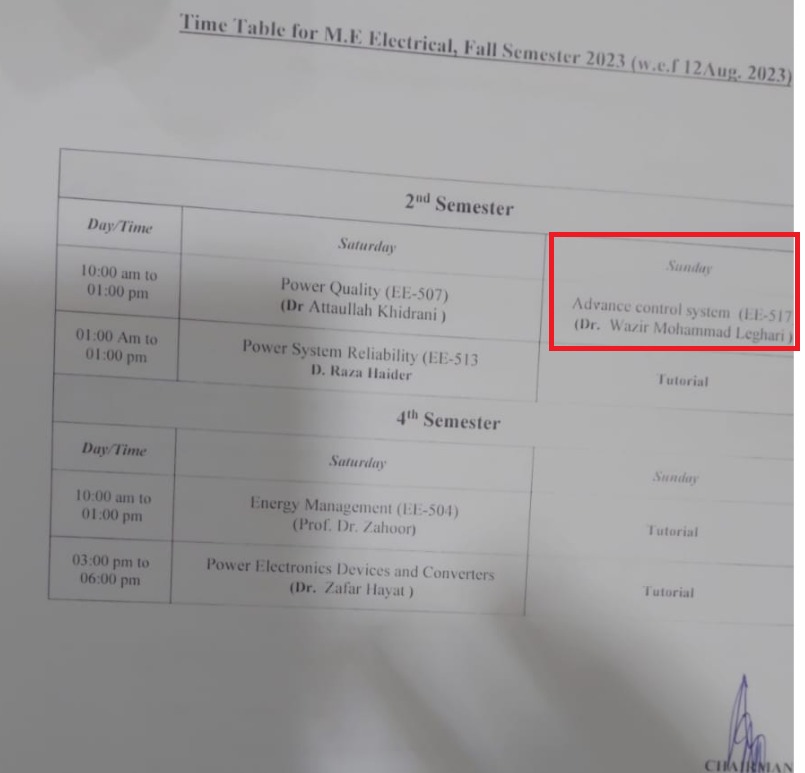 Time Table for M.E Electrical, Fall Semester 2023 (w.e.f 12Aug. 2023)
2nd Semester
Day/Time Saturday Sunday
10:00 am to
01:00 pm
Power Quality (EE-507)
(Dr Attaullah Khidrani )
Advance control system (EE-517
(Dr. Wazir Mohammad Leghari )
01:00 Am to
01:00 pm
Power System Reliability (EE-513
D. Raza Haider
Tutorial
4th Semester
Day/Time Saturday Sunday
10:00 am to
01:00 pm
Energy Management (EE-504)
(Prof. Dr. Zahoor)
Tutorial
03:00 pm to
06:00 pm
Power Electronics Devices and Converters
(Dr. Zafar Hayat )
Tutorial
CHAIRMAN